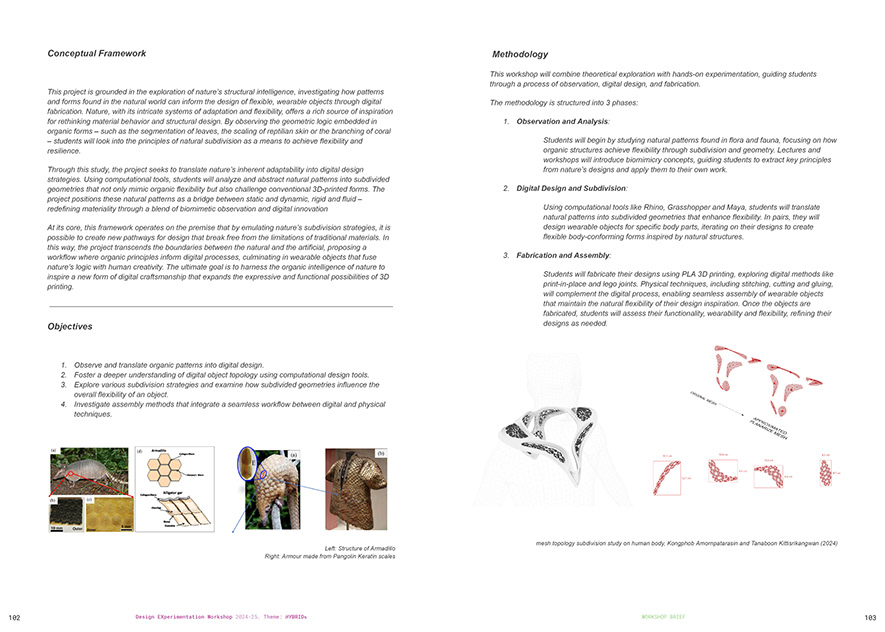 Conceptual Framework
This project is grounded in the exploration of nature's structural intelligence, investigating how patterns
and forms found in the natural world can inform the design of flexible, wearable objects through digital
fabrication. Nature, with its intricate systems of adaptation and flexibility, offers a rich source of inspiration
for rethinking material behavior and structural design. By observing the geometric logic embedded in
organic forms – such as the segmentation of leaves, the scaling of reptilian skin or the branching of coral
– students will look into the principles of natural subdivision as a means to achieve flexibility and
resilience.
Through this study, the project seeks to translate nature's inherent adaptability into digital design
strategies. Using computational tools, students will analyze and abstract natural patterns into subdivided
geometries that not only mimic organic flexibility but also challenge conventional 3D-printed forms. The
project positions these natural patterns as a bridge between static and dynamic, rigid and fluid –
redefining materiality through a blend of biomimetic observation and digital innovation
At its core, this framework operates on the premise that by emulating nature's subdivision strategies, it is
possible to create new pathways for design that break free from the limitations of traditional materials. In
this way, the project transcends the boundaries between the natural and the artificial, proposing a
workflow where organic principles inform digital processes, culminating in wearable objects that fuse
nature's logic with human creativity. The ultimate goal is to harness the organic intelligence of nature to
inspire a new form of digital craftsmanship that expands the expressive and functional possibilities of 3D
printing.
Objectives
1. Observe and translate organic patterns into digital design.
2. Foster a deeper understanding of digital object topology using computational design tools.
3. Explore various subdivision strategies and examine how subdivided geometries influence the
overall flexibility of an object.
4. Investigate assembly methods that integrate a seamless workflow between digital and physical
techniques.
(a)
(d)
Armadillo
(b)
(c)
10 mm
Outer
5 mm
Alligator gar
(a)
(b)
Left: Structure of Armadillo
Right: Armour made from Pangolin Keratin scales
102
Design EXperimentation Workshop 2024-25. Theme: HYBRIDs
Methodology
This workshop will combine theoretical exploration with hands-on experimentation, guiding students
through a process of observation, digital design, and fabrication.
The methodology is structured into 3 phases:
1. Observation and Analysis:
Students will begin by studying natural patterns found in flora and fauna, focusing on how
organic structures achieve flexibility through subdivision and geometry. Lectures and
workshops will introduce biomimicry concepts, guiding students to extract key principles
from nature's designs and apply them to their own work.
2. Digital Design and Subdivision:
Using computational tools like Rhino, Grasshopper and Maya, students will translate
natural patterns into subdivided geometries that enhance flexibility. In pairs, they will
design wearable objects for specific body parts, iterating on their designs to create
flexible body-conforming forms inspired by natural structures.
3. Fabrication and Assembly:
Students will fabricate their designs using PLA 3D printing, exploring digital methods like
print-in-place and lego joints. Physical techniques, including stitching, cutting and gluing,
will complement the digital process, enabling seamless assembly of wearable objects
that maintain the natural flexibility of their design inspiration. Once the objects are
fabricated, students will assess their functionality, wearability and flexibility, refining their
designs as needed.
ORIGINAL MESH
APPROXIMATED
PLANARIZE MESH
mesh topology subdivision study on human body, Kongphob Amornpatarasin and Tanaboon Kittisrikangwan (2024)
WORKSHOP BRIEF
103